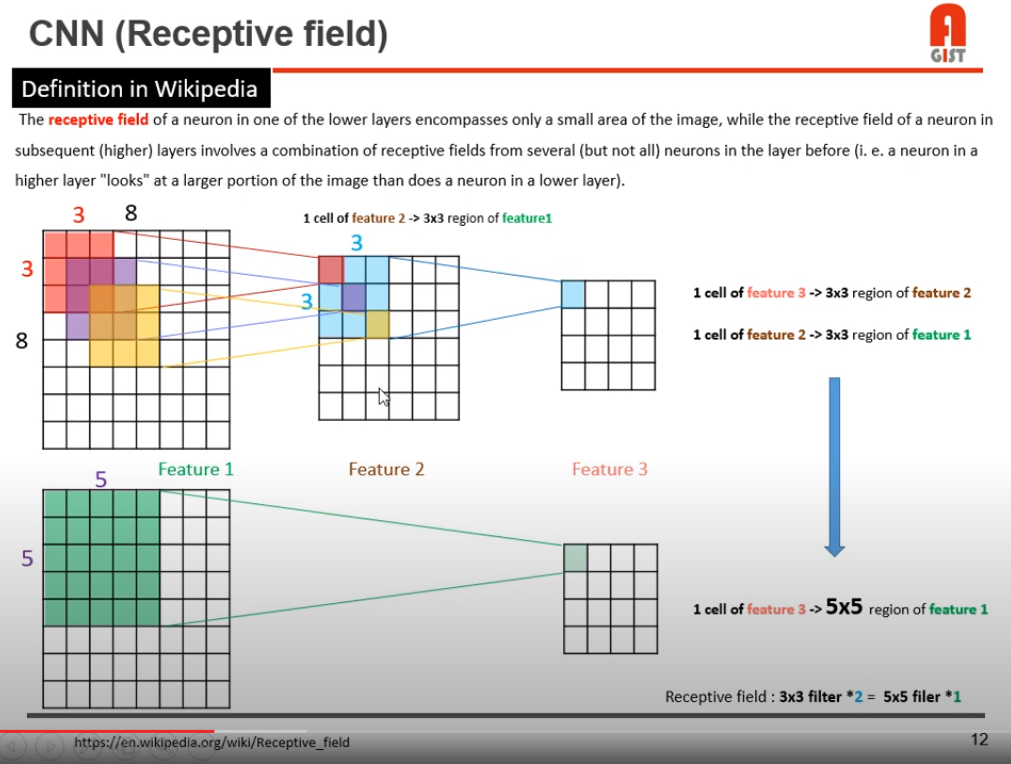 CNN (Receptive field)
GIST
Definition in Wikipedia
The receptive field of a neuron in one of the lower layers encompasses only a small area of the image, while the receptive field of a neuron in
subsequent (higher) layers involves a combination of receptive fields from several (but not all) neurons in the layer before (i. e. a neuron in a
higher layer "looks" at a larger portion of the image than does a neuron in a lower layer).
3
8
1 cell of feature 2 -> 3x3 region of feature1
3
3
3
8
1 cell of feature 3 -> 3x3 region of feature 2
1 cell of feature 2 -> 3x3 region of feature 1
Feature 1
Feature 2
Feature 3
5
5
1 cell of feature 3 -> 5x5 region of feature 1
Receptive field : 3x3 filter *2 = 5x5 filer *1
https://en.wikipedia.org/wiki/Receptive_field
12